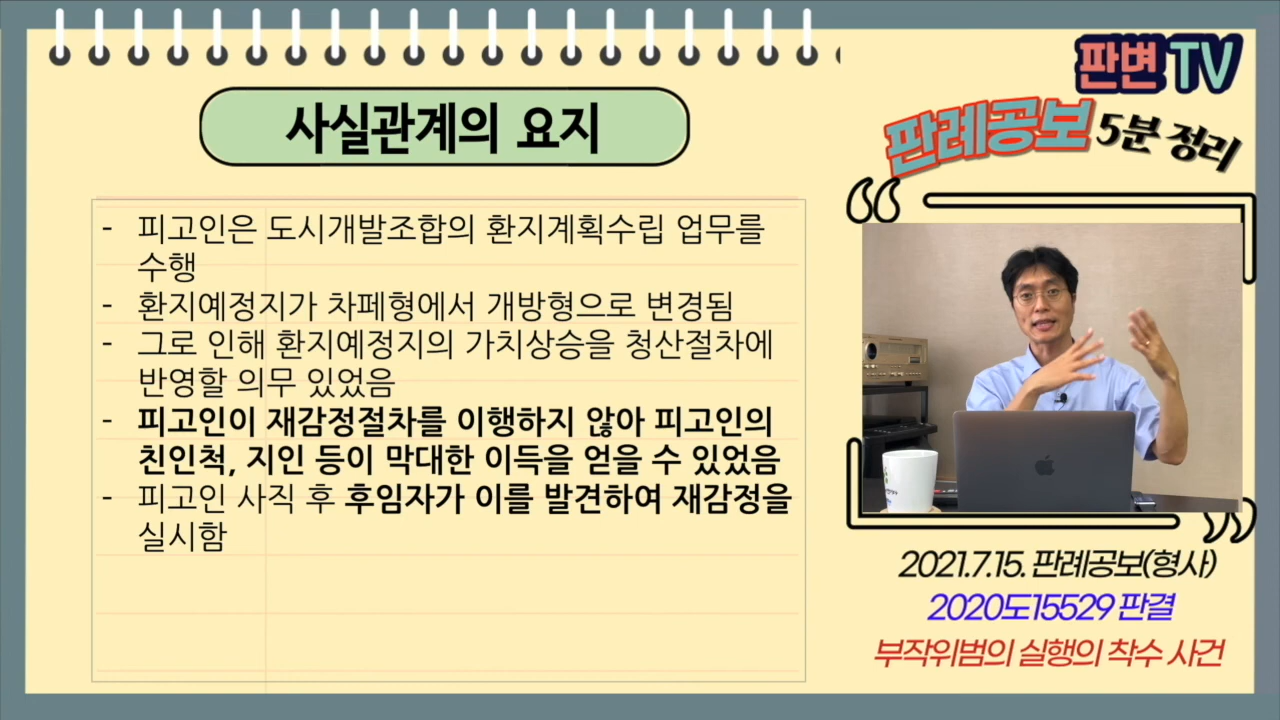 사실관계의 요지
- 피고인은 도시개발조합의 환지계획수립 업무를
수행
- 환지예정지가 차폐형에서 개방형으로 변경됨
- 그로 인해 환지예정지의 가치상승을 청산절차에
반영할 의무 있었음
- 피고인이 재감정절차를 이행하지 않아 피고인의
친인척, 지인 등이 막대한 이득을 얻을 수 있었음
- 피고인 사직 후 후임자가 이를 발견하여 재감정을
실시함
판변TV
판례공보 5분 정리
2021.7.15. 판례공보(형사)
2020도15529 판결
부작위범의 실행의 착수 사건